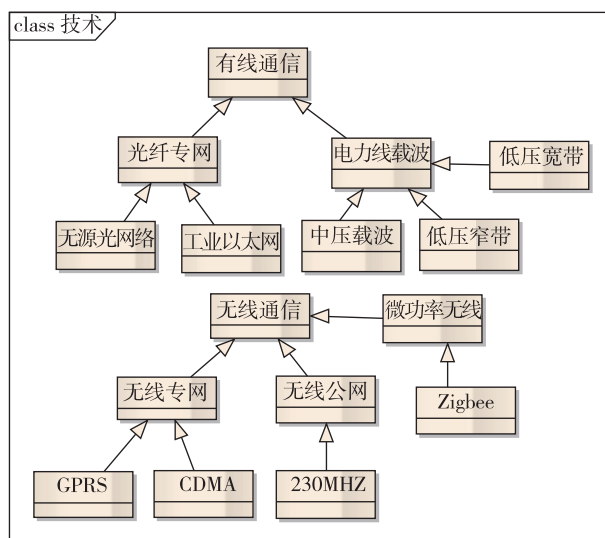 class 技术
有线通信
光纤专网
电力线载波
低压宽带
无源光网络
工业以太网
中压载波
低压窄带
无线通信
微功率无线
无线专网
无线公网
Zigbee
GPRS
CDMA
230MHZ